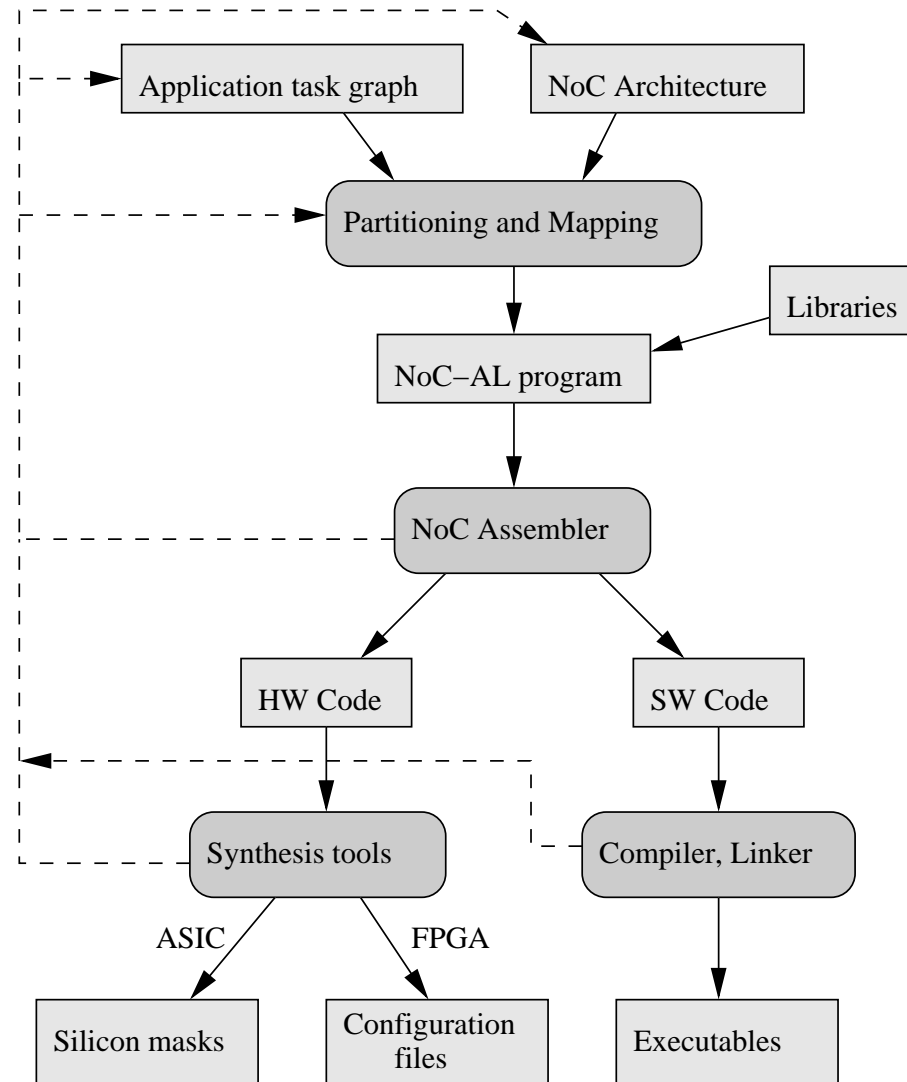 Application task graph
NoC Architecture
Partitioning and Mapping
Libraries
NoC–AL program
NoC Assembler
HW Code
SW Code
Synthesis tools
Compiler, Linker
ASIC
FPGA
Silicon masks
Configuration
files
Executables